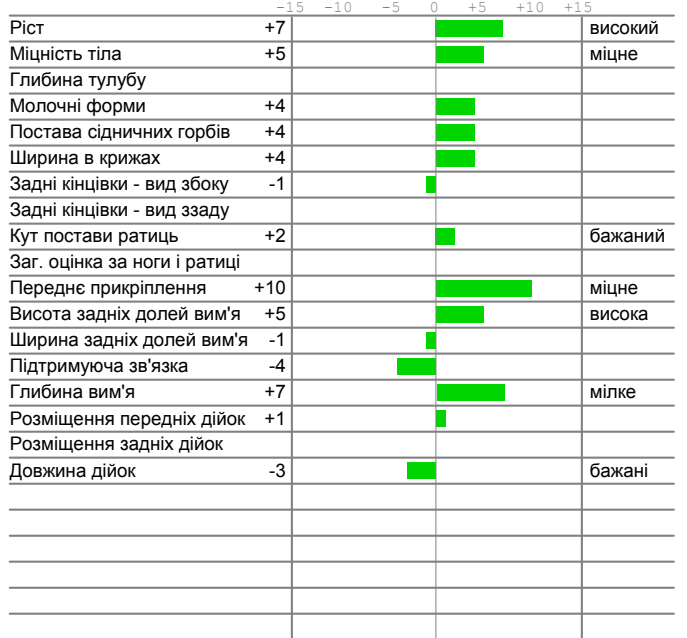 -15 -10 -5 0 +5 +10 +15
Ріст +7 високий
Міцність тіла +5 міцне
Глибина тулубу
Молочні форми +4
Постава сідничних горбів +4
Ширина в крижах +4
Задні кінцівки - вид збоку -1
Задні кінцівки - вид ззаду
Кут постави ратиць +2 бажаний
Заг. оцінка за ноги і ратиці
Переднє прикріплення +10 міцне
Висота задніх долей вим'я +5 висока
Ширина задніх долей вим'я -1
Підтримуюча зв'язка -4
Глибина вим'я +7 мілке
Розміщення передніх дійок +1
Розміщення задніх дійок
Довжина дійок -3 бажані